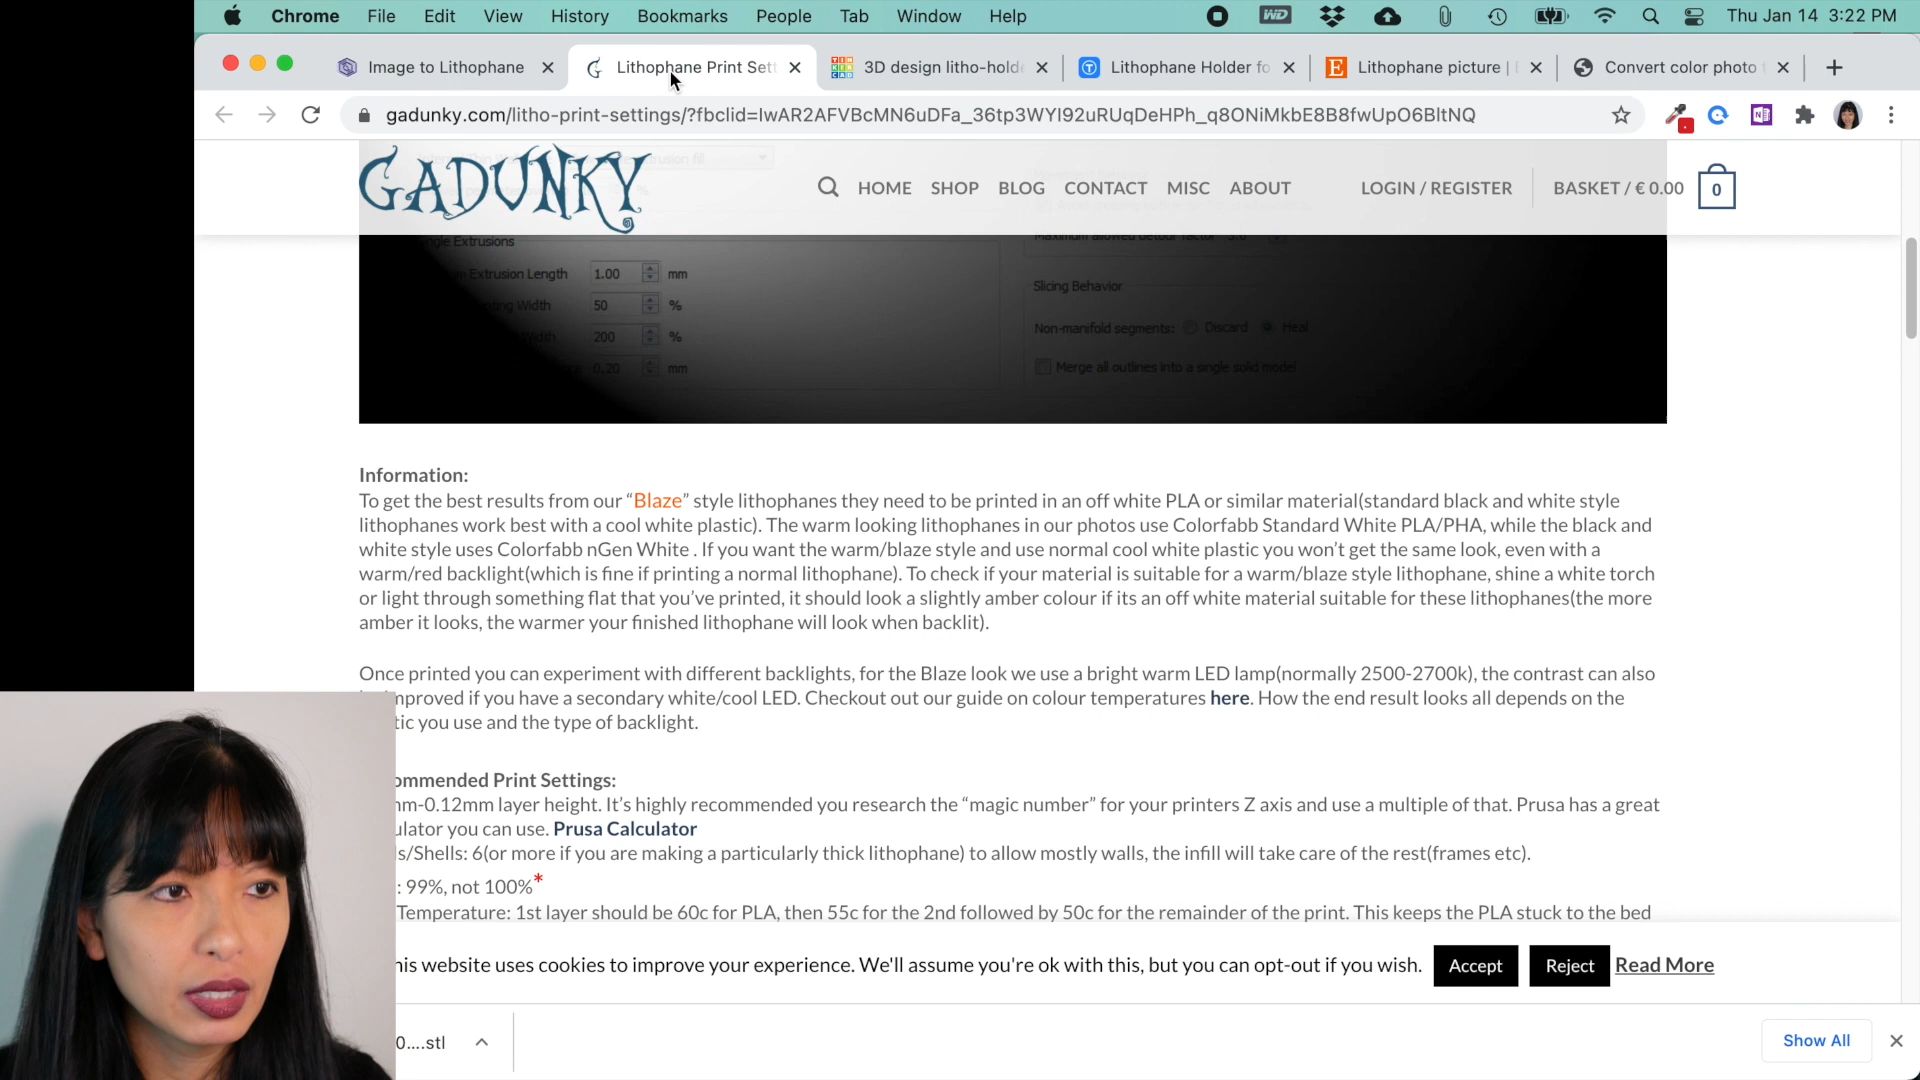 Chrome File Edit View History Bookmarks People Tab Window Help WD Thu Jan 14 3:22 PM
Image to Lithophane Lithophane Print Sett TIN KER CAD 3D design litho-hold Lithophane Holder fo E Lithophane picture | Convert color photo
gadunky.com/litho-print-settings/?fbclid=IwAR2AFVBcMN6uDFa_36tp3WYI92uRUqDeHPh_q8ONiMkbE8B8fwUpO6BltNQ
GADUNKY HOME SHOP BLOG CONTACT MISC ABOUT LOGIN / REGISTER BASKET / € 0.00 0
ngle Extrusions
Maximum allowed detour factor 3.0
Extrusion Length 1.00 mm
Slicing Behavior
nting Width 50 %
Non-manifold segments: Discard Heal
Width 200 %
0.20 mm
Merge all outlines into a single solid model
Information:
To get the best results from our “Blaze” style lithophanes they need to be printed in an off white PLA or similar material(standard black and white style
lithophanes work best with a cool white plastic). The warm looking lithophanes in our photos use Colorfabb Standard White PLA/PHA, while the black and
white style uses Colorfabb nGen White . If you want the warm/blaze style and use normal cool white plastic you won’t get the same look, even with a
warm/red backlight(which is fine if printing a normal lithophane). To check if your material is suitable for a warm/blaze style lithophane, shine a white torch
or light through something flat that you’ve printed, it should look a slightly amber colour if its an off white material suitable for these lithophanes(the more
amber it looks, the warmer your finished lithophane will look when backlit).
Once printed you can experiment with different backlights, for the Blaze look we use a bright warm LED lamp(normally 2500-2700k), the contrast can also
mproved if you have a secondary white/cool LED. Checkout out our guide on colour temperatures here. How the end result looks all depends on the
tic you use and the type of backlight.
ommended Print Settings:
nm-0.12mm layer height. It’s highly recommended you research the “magic number” for your printers Z axis and use a multiple of that. Prusa has a great
ulator you can use. Prusa Calculator
ls/Shells: 6(or more if you are making a particularly thick lithophane) to allow mostly walls, the infill will take care of the rest(frames etc).
: 99%, not 100%*
Temperature: 1st layer should be 60c for PLA, then 55c for the 2nd followed by 50c for the remainder of the print. This keeps the PLA stuck to the bed
his website uses cookies to improve your experience. We'll assume you're ok with this, but you can opt-out if you wish. Accept Reject Read More
0....stl Show All